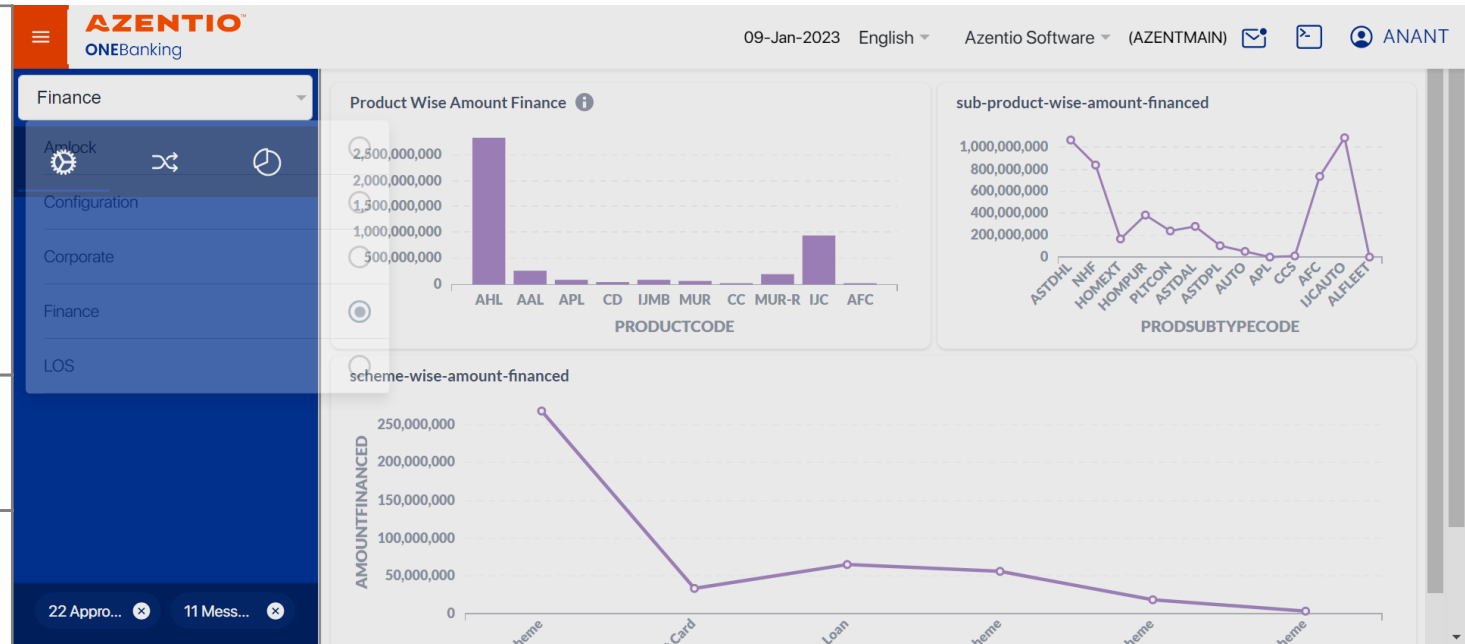 AZENTIO
ONEBanking
09-Jan-2023 English Azentio Software (AZENTMAIN) ANANT
Finance
Amlock
Configuration
Corporate
Finance
LOS
22 Appro...
11 Mess...
Product Wise Amount Finance
2,500,000,000
2,000,000,000
1,500,000,000
1,000,000,000
500,000,000
0
AHL AAL APL CD IJMB MUR CC MUR-R IJC AFC
PRODUCTCODE
sub-product-wise-amount-financed
1,000,000,000
800,000,000
600,000,000
400,000,000
200,000,000
0
ASTDHL NHF HOMEXT HOMPUR PLTCON ASTDAL ASTDPL AUTO APL CCS AFC IJCAUTO ALFLEET
PRODSUBTYPECODE
scheme-wise-amount-financed
AMOUNTFINANCED
250,000,000
200,000,000
150,000,000
100,000,000
50,000,000
0
Card Loan